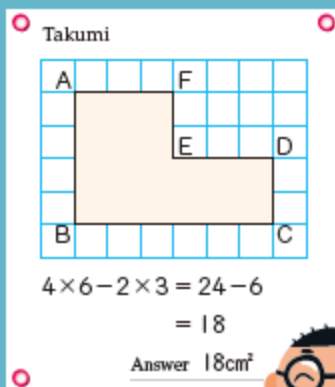 Takumi
A F
E D
B C
4×6−2×3 = 24−6
= 18
Answer 18cm²